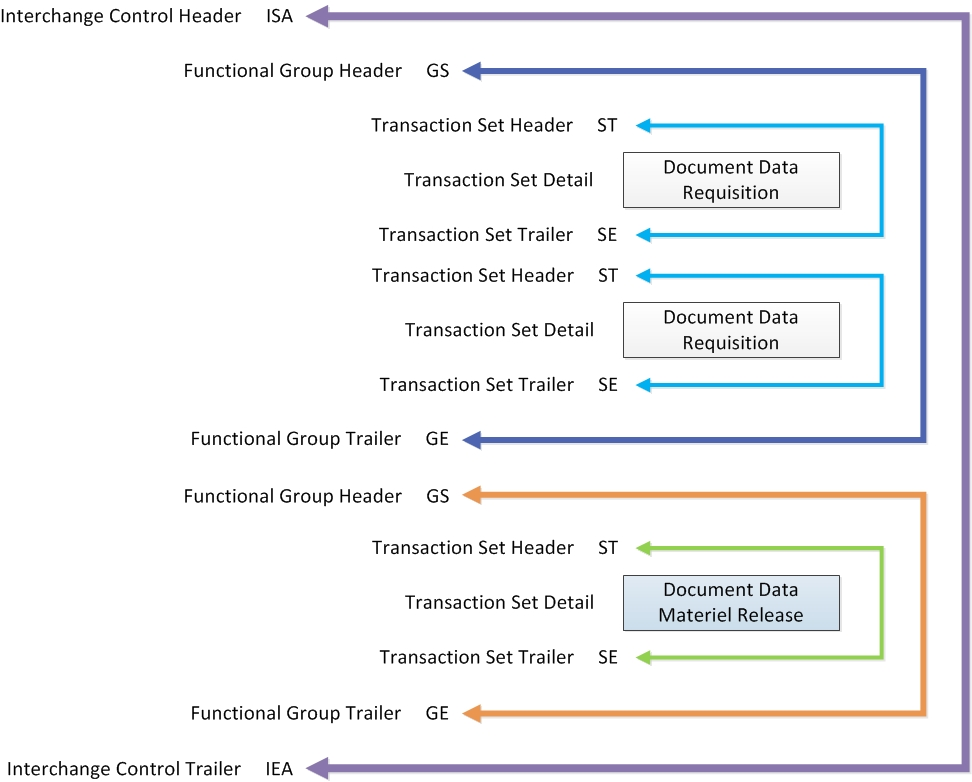 Interchange Control Header ISA
Functional Group Header GS
Transaction Set Header ST
Transaction Set Detail Document Data
Requisition
Transaction Set Trailer SE
Transaction Set Header ST
Transaction Set Detail Document Data
Requisition
Transaction Set Trailer SE
Functional Group Trailer GE
Functional Group Header GS
Transaction Set Header ST
Transaction Set Detail Document Data
Materiel Release
Transaction Set Trailer SE
Functional Group Trailer GE
Interchange Control Trailer IEA